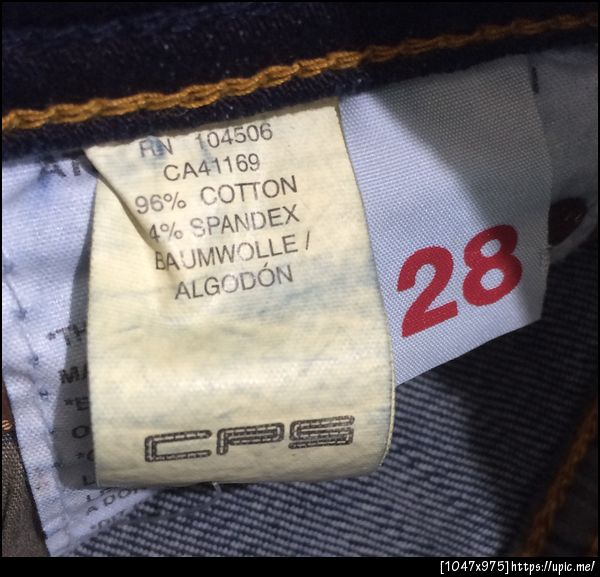 RN 104506
CA41169
96% COTTON
4% SPANDEX
BAUMWOLLE /
ALGODÓN
CPS
28
[1047x975]https://upic.me/